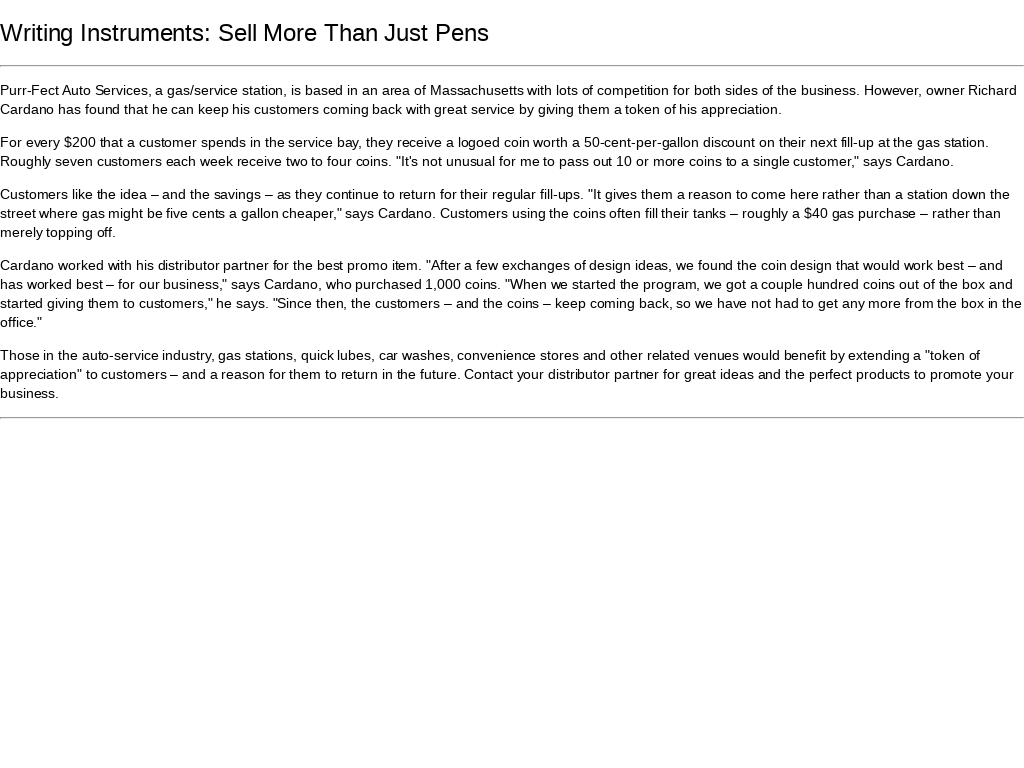 Writing Instruments: Sell More Than Just Pens
Purr-Fect Auto Services, a gas/service station, is based in an area of Massachusetts with lots of competition for both sides of the business. However, owner Richard
Cardano has found that he can keep his customers coming back with great service by giving them a token of his appreciation.
For every $200 that a customer spends in the service bay, they receive a logoed coin worth a 50-cent-per-gallon discount on their next fill-up at the gas station.
Roughly seven customers each week receive two to four coins. "It's not unusual for me to pass out 10 or more coins to a single customer," says Cardano.
Customers like the idea – and the savings – as they continue to return for their regular fill-ups. "It gives them a reason to come here rather than a station down the
street where gas might be five cents a gallon cheaper," says Cardano. Customers using the coins often fill their tanks – roughly a $40 gas purchase – rather than
merely topping off.
Cardano worked with his distributor partner for the best promo item. "After a few exchanges of design ideas, we found the coin design that would work best – and
has worked best – for our business," says Cardano, who purchased 1,000 coins. "When we started the program, we got a couple hundred coins out of the box and
started giving them to customers," he says. "Since then, the customers – and the coins – keep coming back, so we have not had to get any more from the box in the
office."
Those in the auto-service industry, gas stations, quick lubes, car washes, convenience stores and other related venues would benefit by extending a "token of
appreciation" to customers – and a reason for them to return in the future. Contact your distributor partner for great ideas and the perfect products to promote your
business.